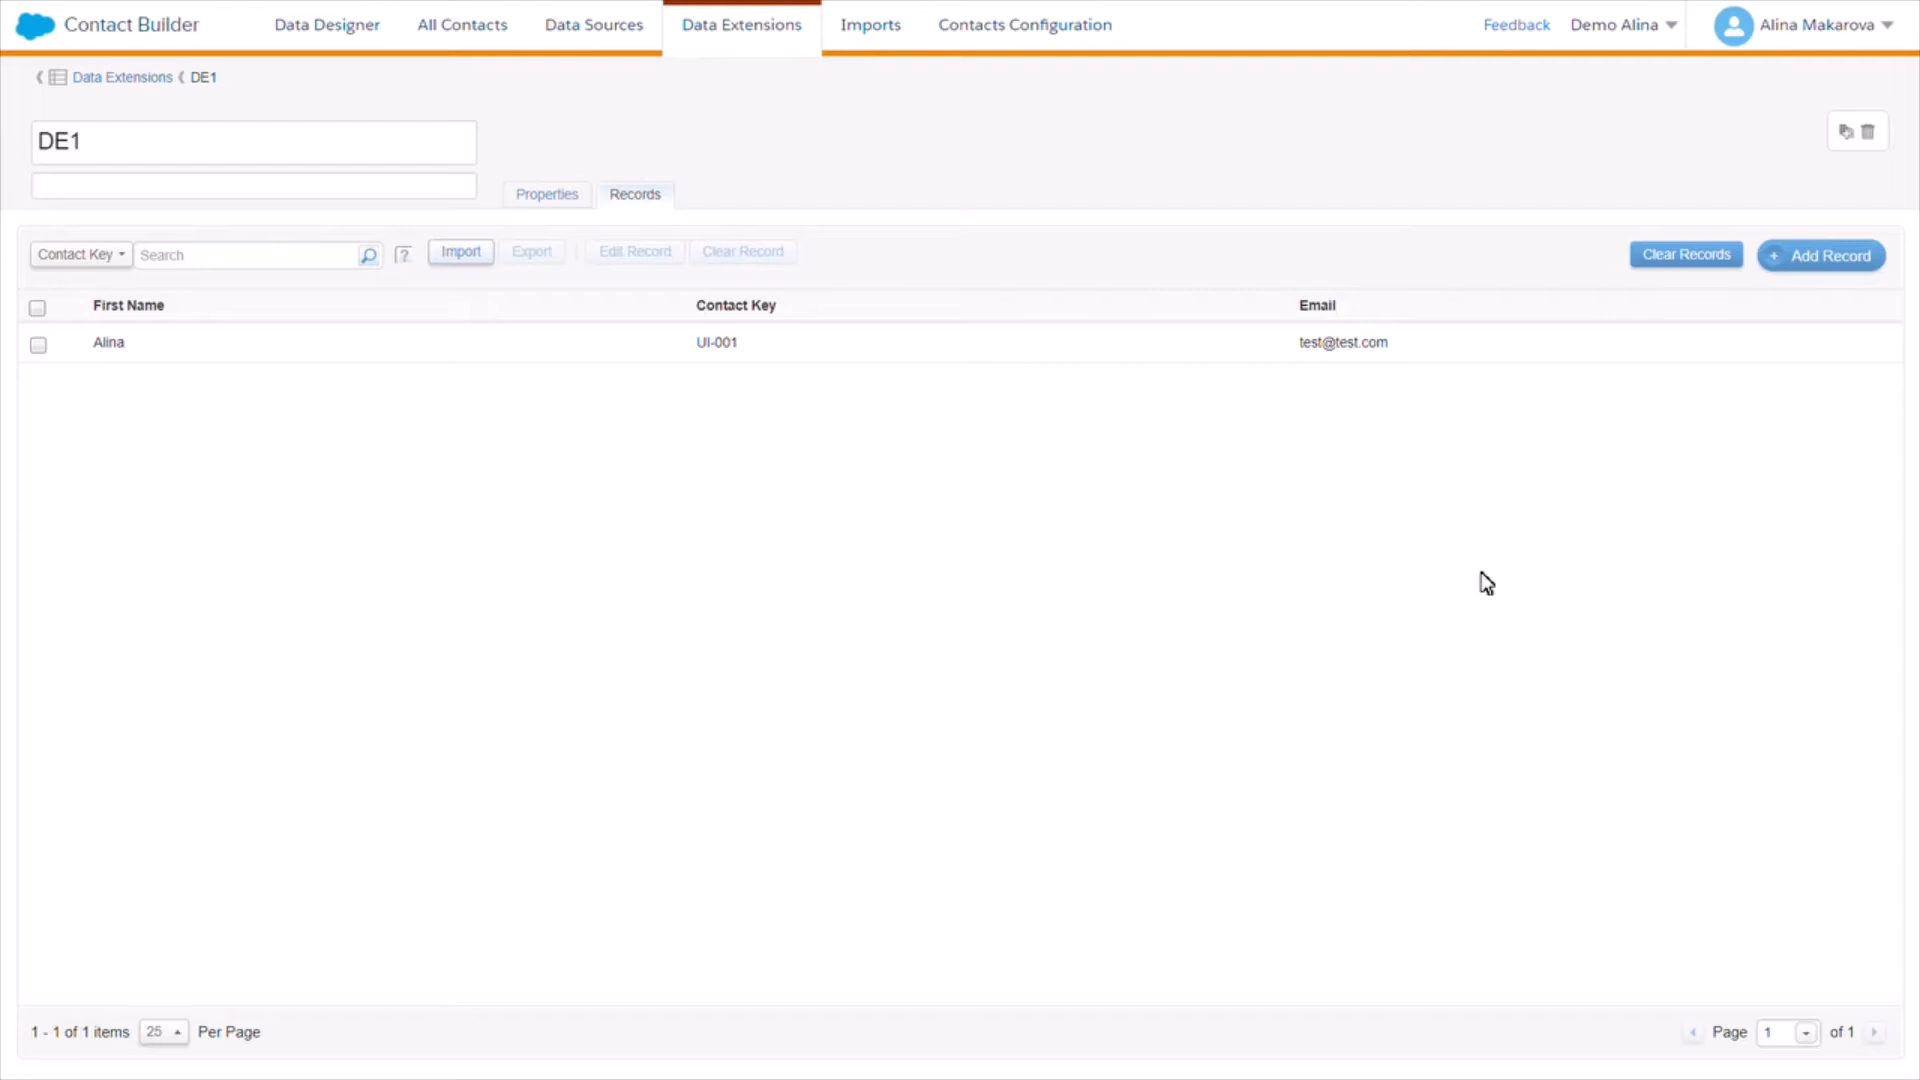 Contact Builder Data Designer All Contacts Data Sources Data Extensions Imports Contacts Configuration Feedback Demo Alina Alina Makarova
Data Extensions DE1
DE1
Properties Records
Contact Key Search ? Import Export Edit Record Clear Record Clear Records + Add Record
First Name Contact Key Email
Alina UI-001 test@test.com
1 - 1 of 1 items 25 Per Page Page 1 of 1